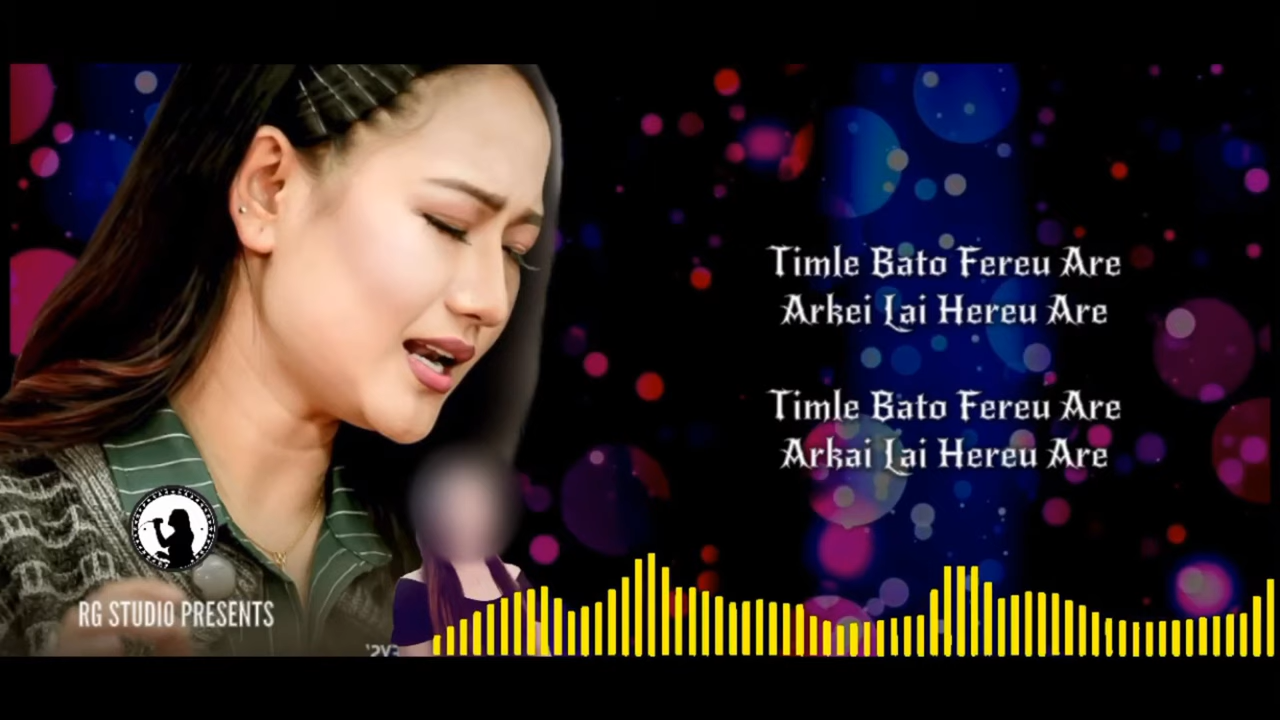 Timle Bato Fereu Are
Arkei Lai Hereu Are
Timle Bato Fereu Are
Arkai Lai Hereu Are
RG STUDIO PRESENTS